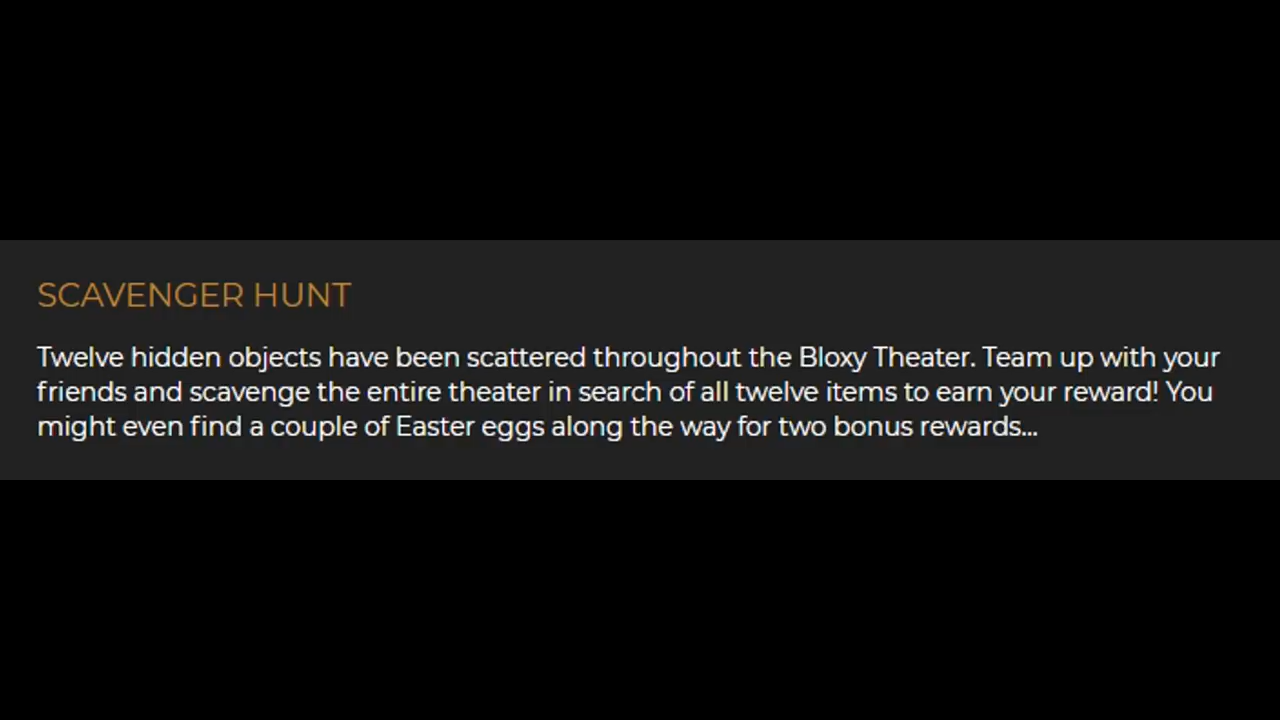 SCAVENGER HUNT
Twelve hidden objects have been scattered throughout the Bloxy Theater. Team up with your
friends and scavenge the entire theater in search of all twelve items to earn your reward! You
might even find a couple of Easter eggs along the way for two bonus rewards...